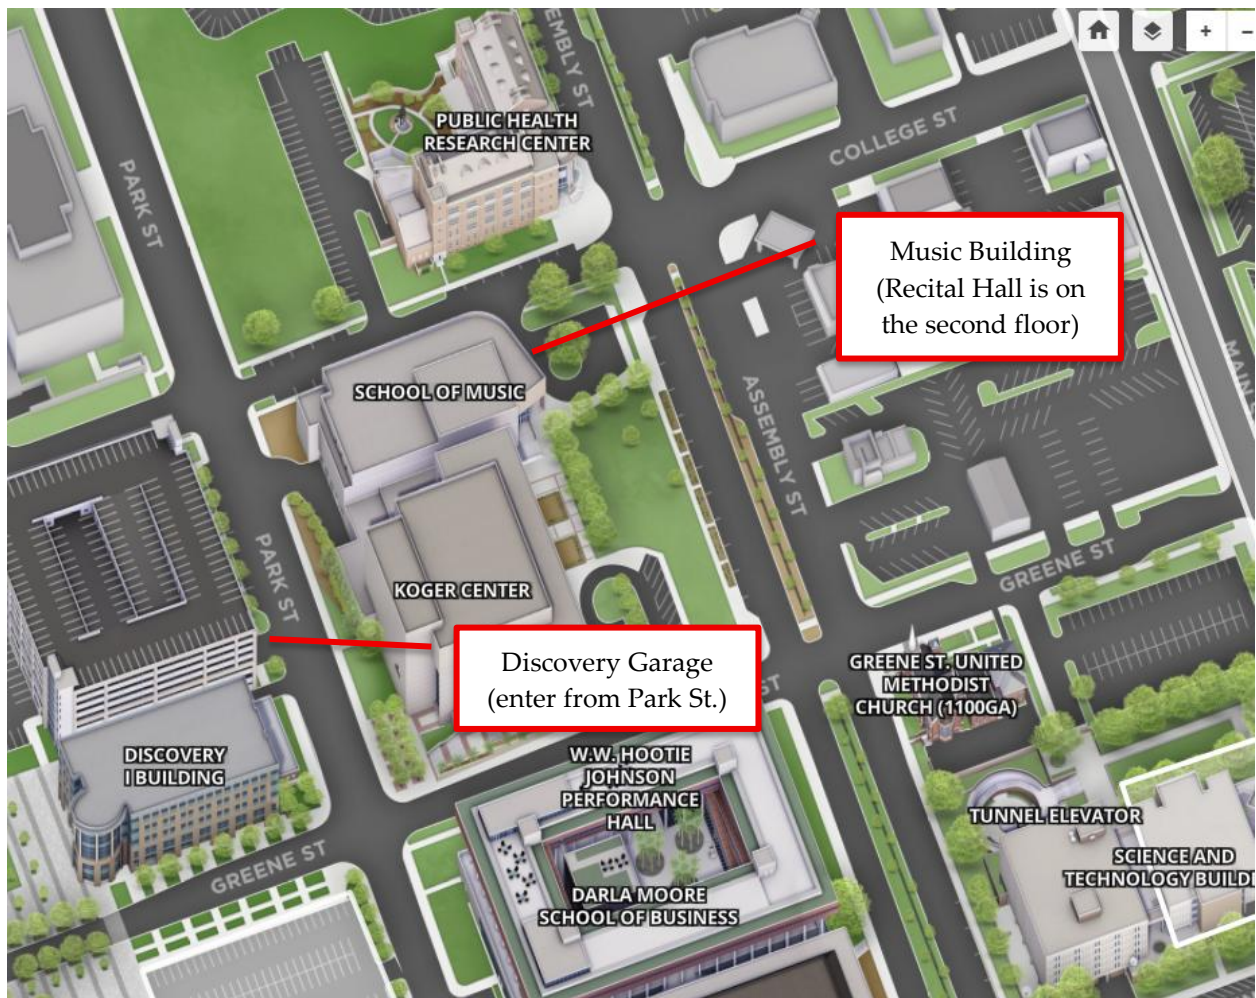 EMBLY ST
PUBLIC HEALTH
RESEARCH CENTER
COLLEGE ST
PARK ST
Music Building
(Recital Hall is on
the second floor)
SCHOOL OF MUSIC
ASSEMBLY ST
MAIN
PARK ST
KOGER CENTER
GREENE ST
Discovery Garage
(enter from Park St.)
ST
GREENE ST. UNITED
METHODIST
CHURCH (1100GA)
DISCOVERY
I BUILDING
W.W. HOOTIE
JOHNSON
PERFORMANCE
HALL
TUNNEL ELEVATOR
GREENE ST
SCIENCE AND
TECHNOLOGY BUILDI
DARLA MOORE
SCHOOL OF BUSINESS